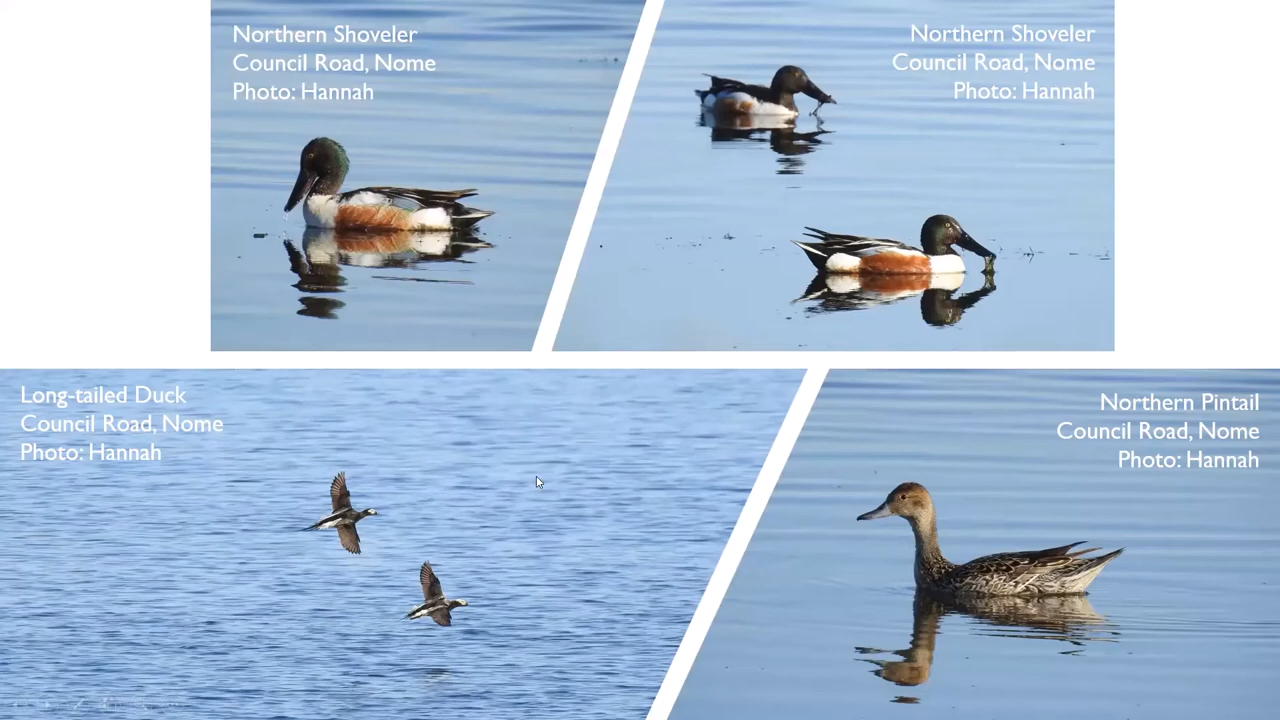 Northern Shoveler
Council Road, Nome
Photo: Hannah
Northern Shoveler
Council Road, Nome
Photo: Hannah
Long-tailed Duck
Council Road, Nome
Photo: Hannah
Northern Pintail
Council Road, Nome
Photo: Hannah